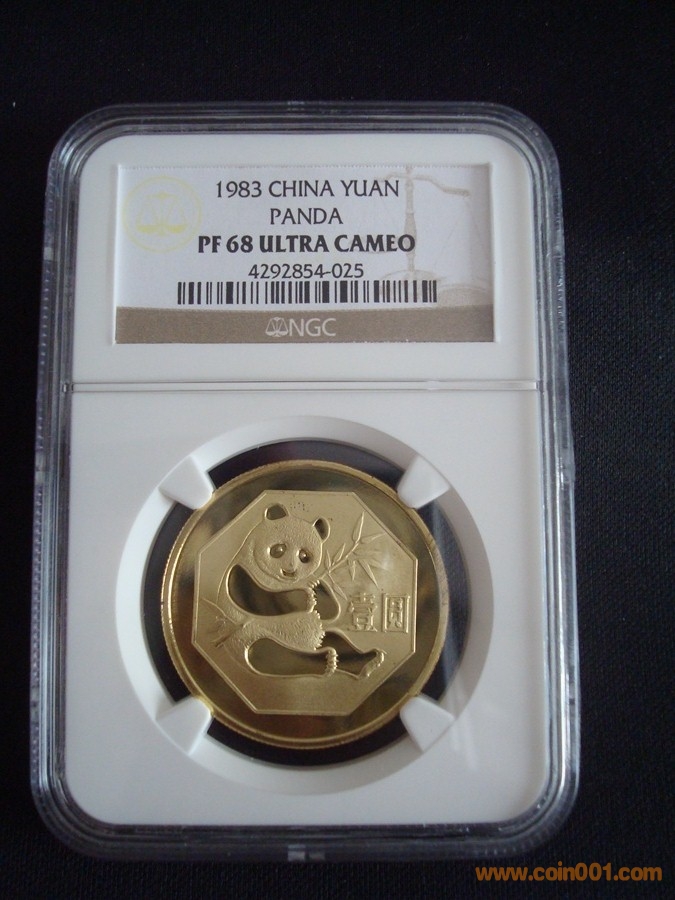 1983 CHINA YUAN
PANDA
PF 68 ULTRA CAMEO
4292854-025
NGC
壹圆
www.coin001.com